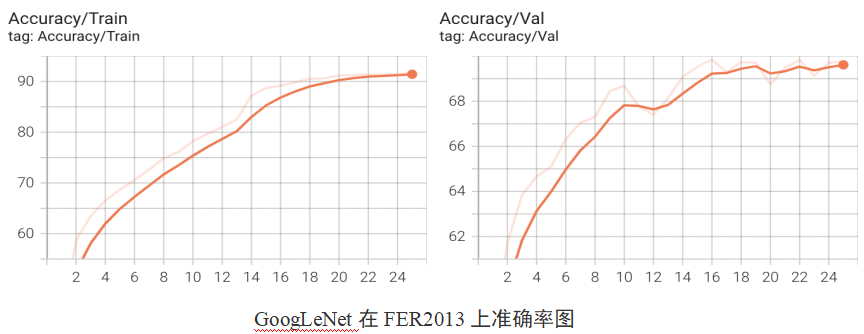 Accuracy/Train
tag: Accuracy/Train
90
80
70
60
2 4 6 8 10 12 14 16 18 20 22 24
Accuracy/Val
tag: Accuracy/Val
68
66
64
62
2 4 6 8 10 12 14 16 18 20 22 24
GoogLeNet 在 FER2013 上准确率图